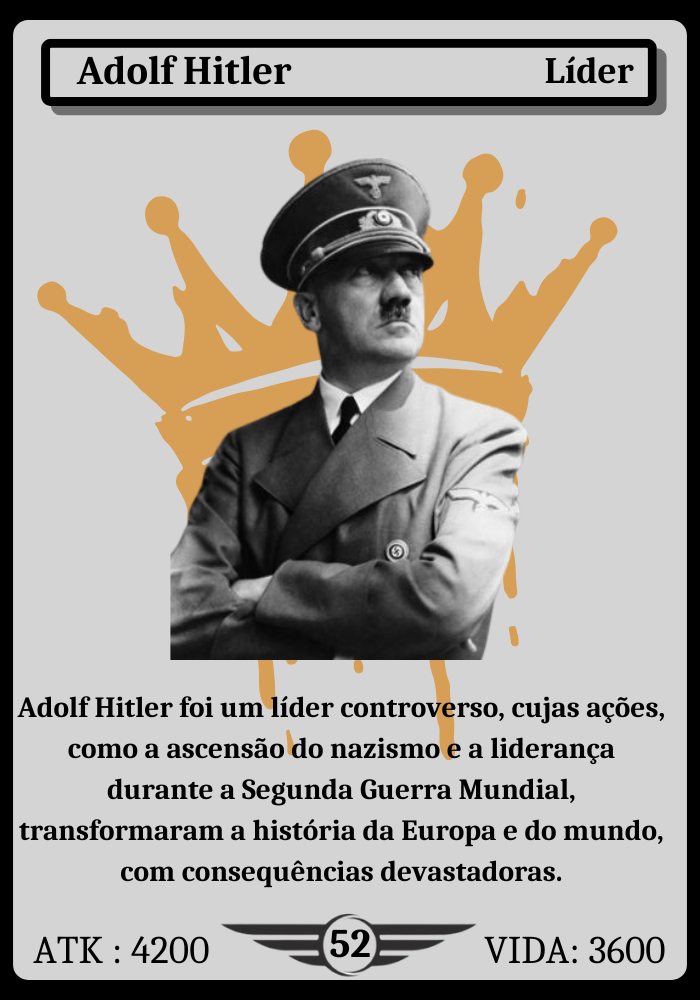 Adolf Hitler Líder
Adolf Hitler foi um líder controverso, cujas ações,
como a ascensão do nazismo e a liderança
durante a Segunda Guerra Mundial,
transformaram a história da Europa e do mundo,
com consequências devastadoras.
ATK : 4200 52 VIDA: 3600